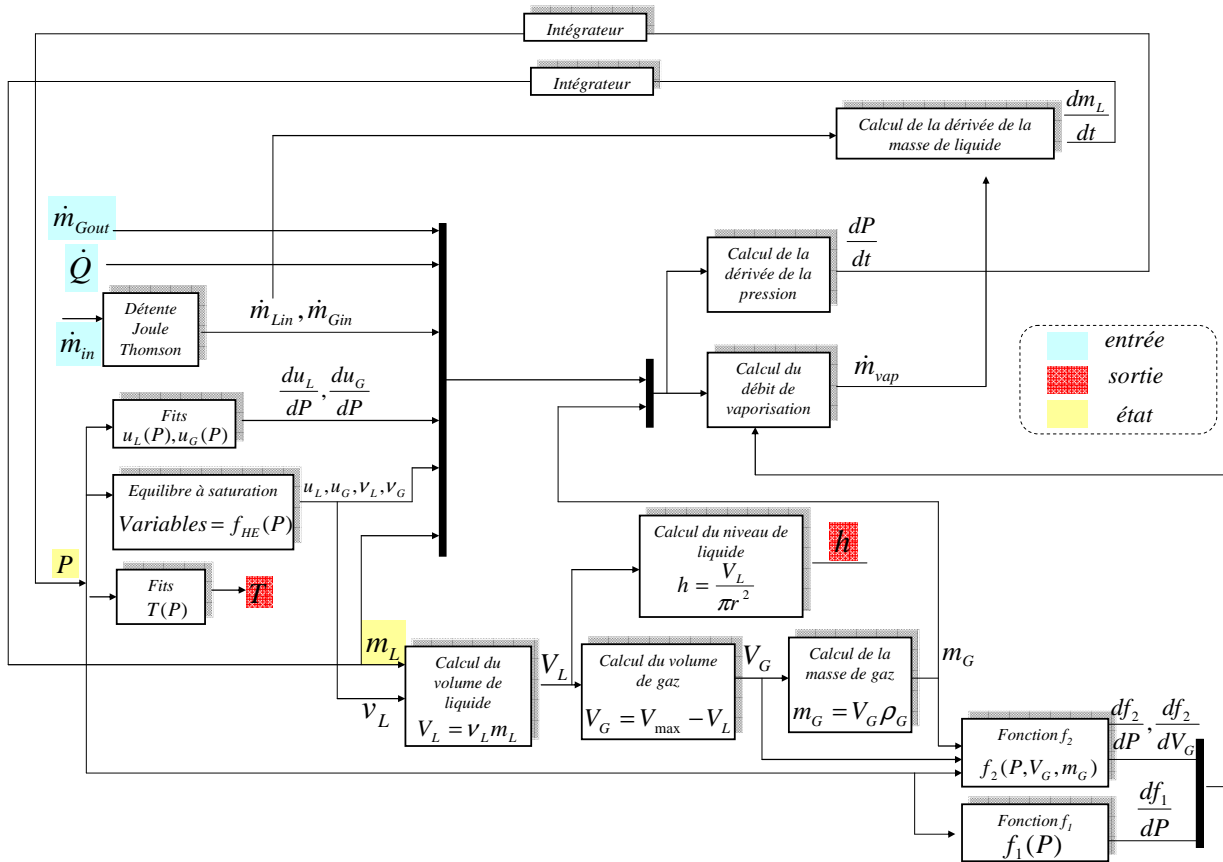 Intégrateur
Intégrateur
Calcul de la dérivée de la
masse de liquide
dm_L/dt
ṁ_Gout
Q̇
ṁ_in
Détente
Joule
Thomson
ṁ_Lin , ṁ_Gin
Calcul de la
dérivée de la
pression
dP/dt
Calcul du
débit de
vaporisation
ṁ_vap
entrée
sortie
état
Fits
u_L(P),u_G(P)
du_L/dP, du_G/dP
Equilibre à saturation
Variables = f_HE(P)
u_L,u_G,v_L,v_G
P
Fits
T(P)
T
Calcul du niveau de
liquide
h = V_L/πr²
h
m_L
v_L
Calcul du
volume de
liquide
V_L = v_L m_L
V_L
Calcul du volume
de gaz
V_G = V_max − V_L
V_G
Calcul de la
masse de gaz
m_G = V_G ρ_G
m_G
Fonction f_2
f_2(P,V_G,m_G)
df_2/dP, df_2/dV_G
Fonction f_1
f_1(P)
df_1/dP